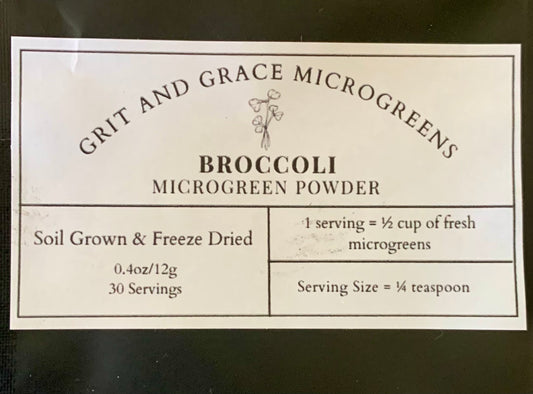 GRIT AND GRACE MICROGREENS
BROCCOLI
MICROGREEN POWDER
Soil Grown & Freeze Dried
0.4oz/12g
30 Servings
1 serving = ½ cup of fresh
microgreens
Serving Size = ¼ teaspoon